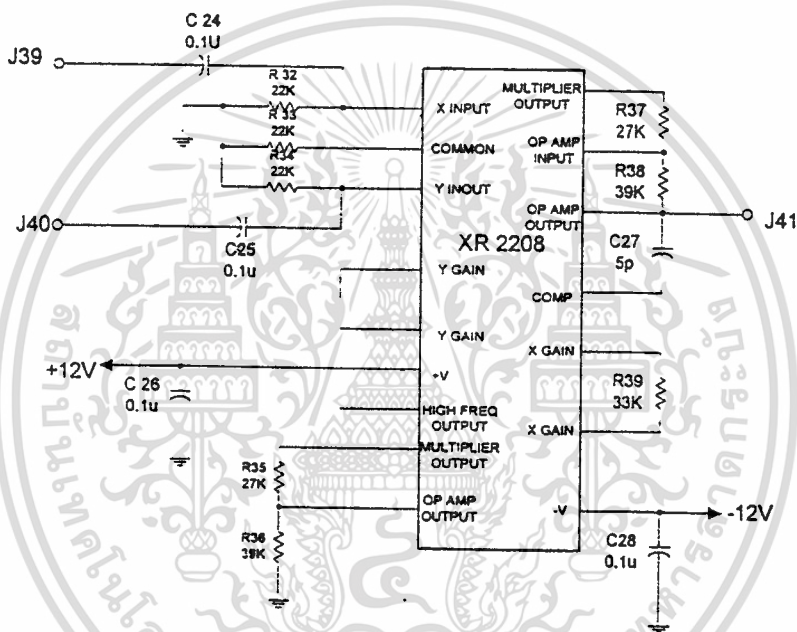 C 24
0.1U
J39
R 32
22K
R 33
22K
R34
22K
J40
C25
0.1u
+12V
C 26
0.1u
R35
27K
R36
39K
X INPUT
COMMON
Y INOUT
Y GAIN
Y GAIN
+V
HIGH FREQ
OUTPUT
MULTIPLIER
OUTPUT
OP AMP
OUTPUT
XR 2208
MULTIPLIER
OUTPUT
OP AMP
INPUT
OP AMP
OUTPUT
COMP
X GAIN
X GAIN
-V
R37
27K
R38
39K
J41
C27
5p
R39
33K
-12V
C28
0.1u